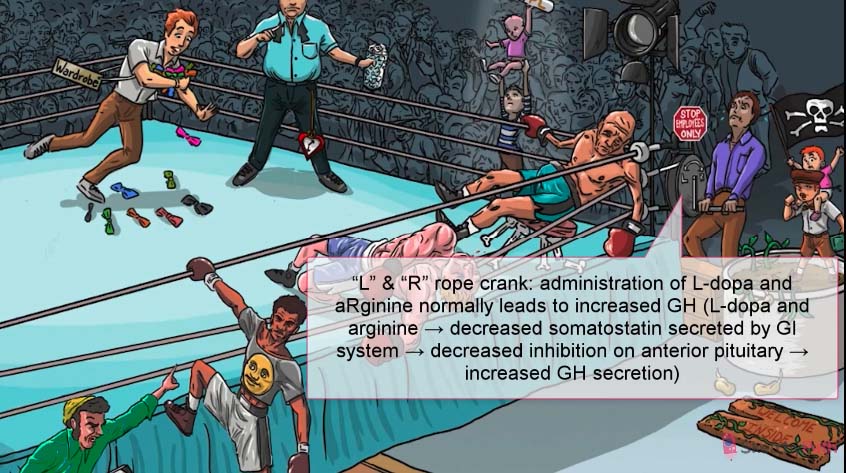 Wardrobe
STOP
EMPLOYEES
ONLY
“L” & “R” rope crank: administration of L-dopa and
aRginine normally leads to increased GH (L-dopa and
arginine → decreased somatostatin secreted by GI
system → decreased inhibition on anterior pituitary →
increased GH secretion)
WELCOME
INSIDE